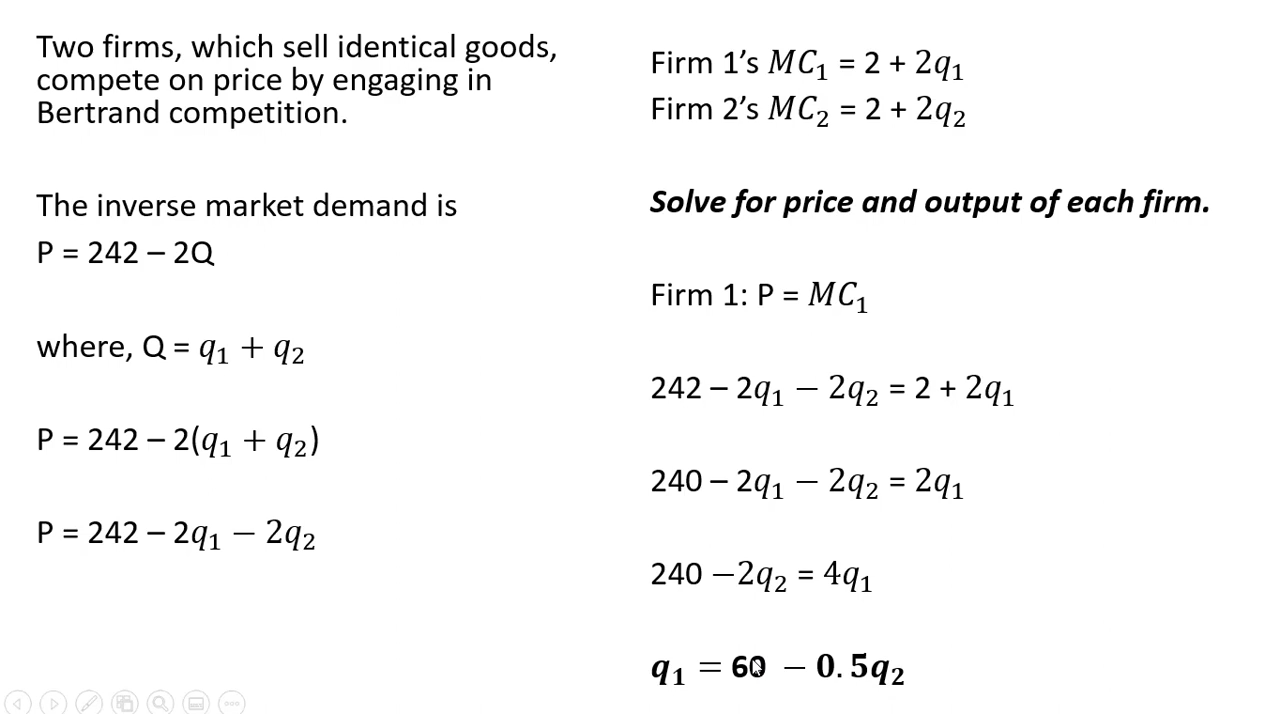 Two firms, which sell identical goods,
compete on price by engaging in
Bertrand competition.
The inverse market demand is
P = 242 – 2Q
where, Q = q₁ + q₂
P = 242 – 2(q₁ + q₂)
P = 242 – 2q₁ − 2q₂
Firm 1’s MC₁ = 2 + 2q₁
Firm 2’s MC₂ = 2 + 2q₂
Solve for price and output of each firm.
Firm 1: P = MC₁
242 – 2q₁ − 2q₂ = 2 + 2q₁
240 – 2q₁ − 2q₂ = 2q₁
240 −2q₂ = 4q₁
q₁ = 60 − 0.5q₂